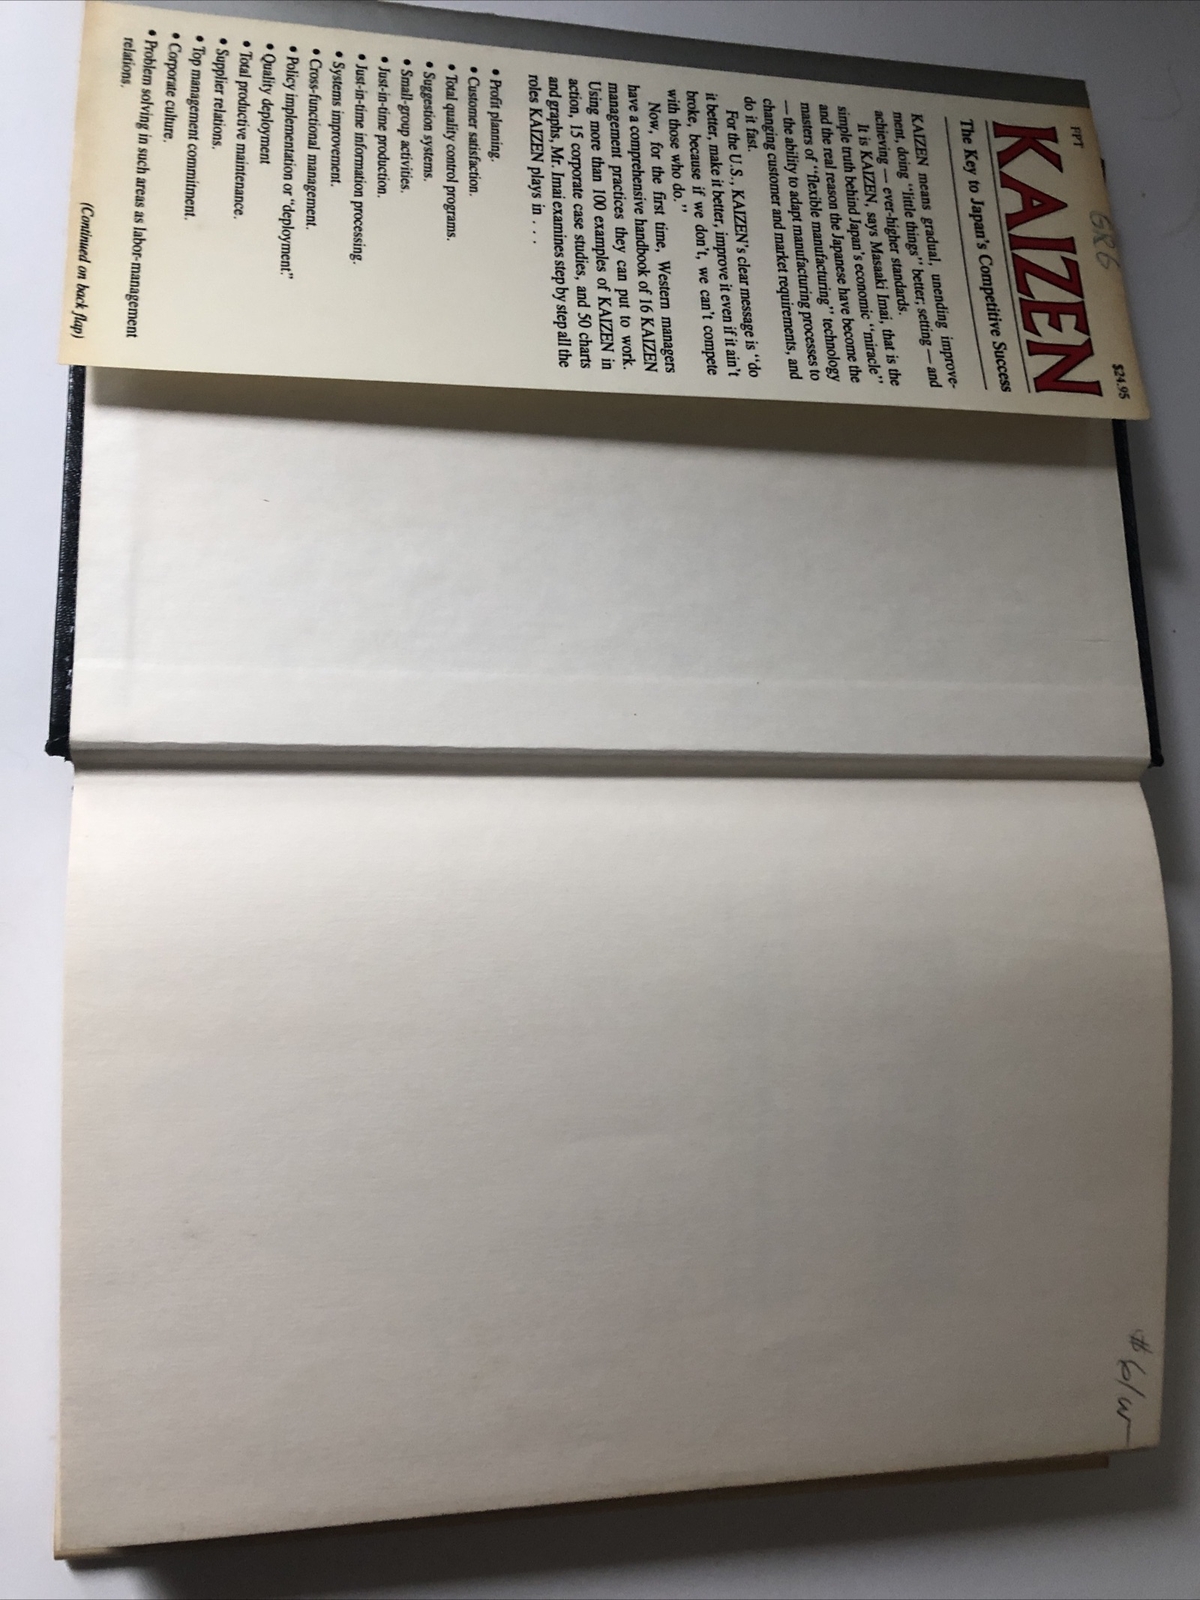 FPT
$24.95
GRG
KAIZEN
The Key to Japan's Competitive Success
KAIZEN means gradual, unending improve-
ment, doing "little things" better; setting — and
achieving — ever-higher standards.
It is KAIZEN, says Masaaki Imai, that is the
simple truth behind Japan's economic "miracle"
and the real reason the Japanese have become the
masters of "flexible manufacturing" technology
— the ability to adapt manufacturing processes to
changing customer and market requirements, and
do it fast.
For the U.S., KAIZEN's clear message is "do
it better, make it better, improve it even if it ain't
broke, because if we don't, we can't compete
with those who do."
Now, for the first time, Western managers
have a comprehensive handbook of 16 KAIZEN
management practices they can put to work.
Using more than 100 examples of KAIZEN in
action, 15 corporate case studies, and 50 charts
and graphs, Mr. Imai examines step by step all the
roles KAIZEN plays in . . .
• Profit planning.
• Customer satisfaction.
• Total quality control programs.
• Suggestion systems.
• Small-group activities.
• Just-in-time production.
• Just-in-time information processing.
• Systems improvement.
• Cross-functional management.
• Policy implementation or "deployment."
• Quality deployment
• Total productive maintenance.
• Supplier relations.
• Top management commitment.
• Corporate culture.
• Problem solving in such areas as labor-management
relations.
(Continued on back flap)